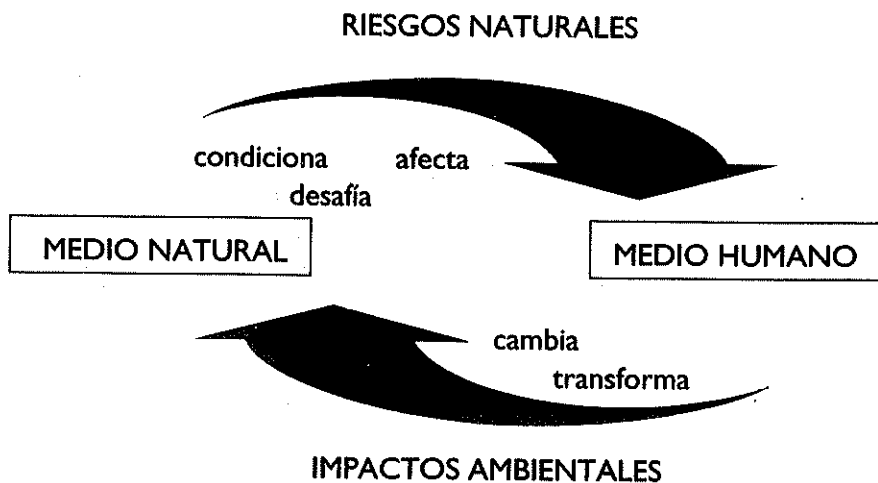 RIESGOS NATURALES
condiciona afecta
desafía
MEDIO NATURAL
MEDIO HUMANO
cambia
transforma
IMPACTOS AMBIENTALES